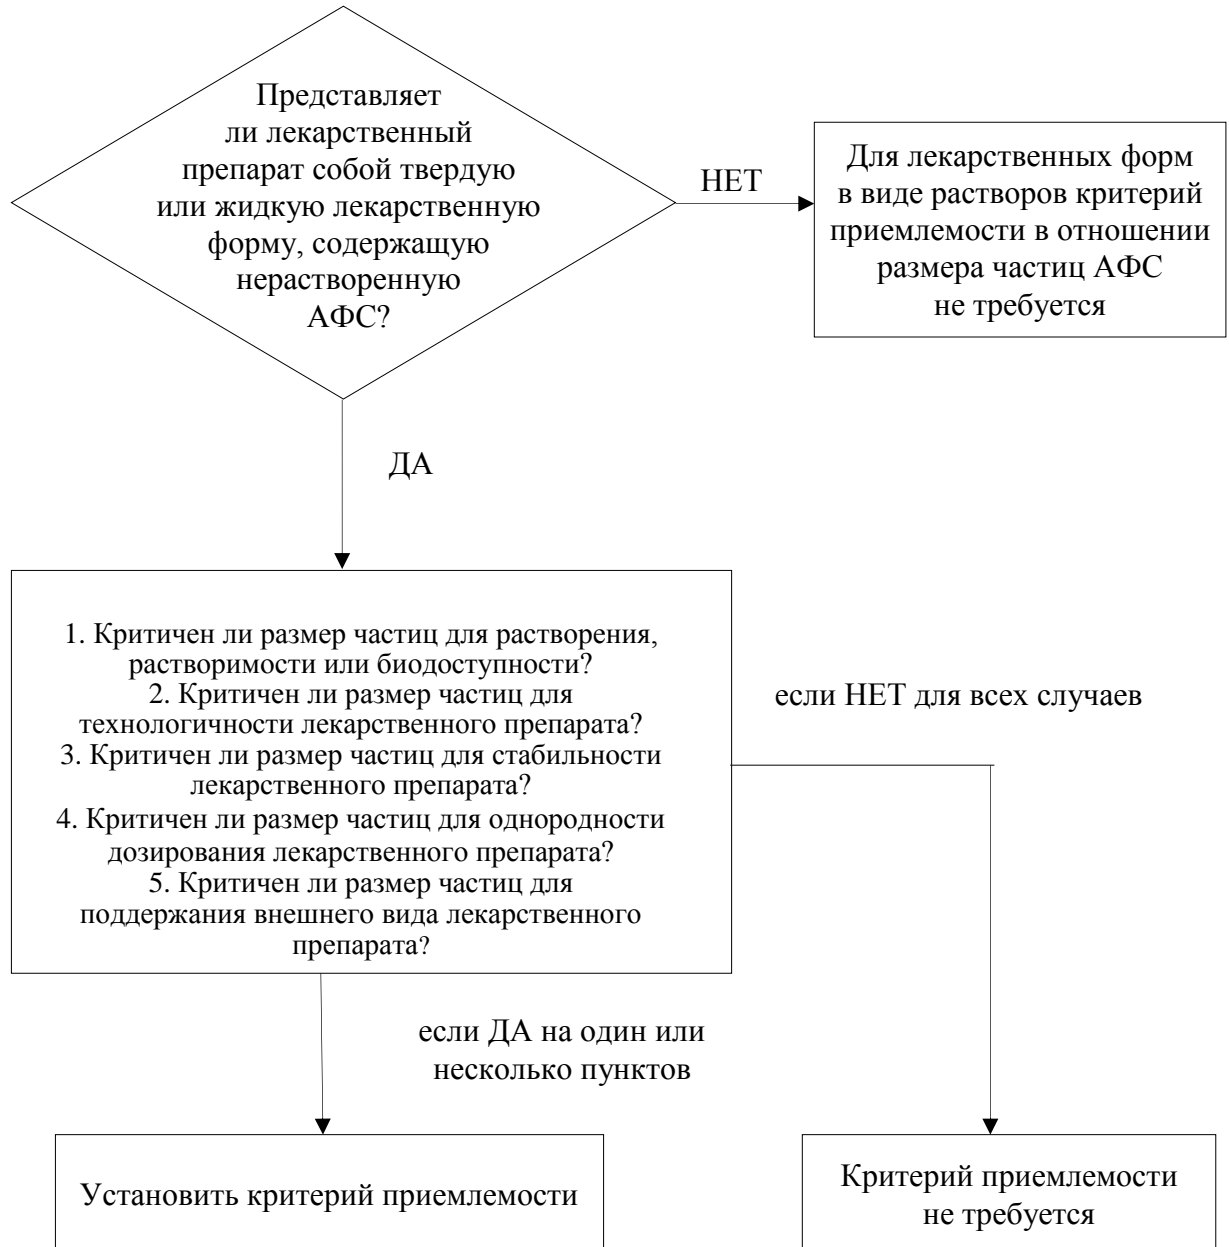 Представляет
ли лекарственный
препарат собой твердую
или жидкую лекарственную
форму, содержащую
нерастворенную
АФС?
НЕТ
Для лекарственных форм
в виде растворов критерий
приемлемости в отношении
размера частиц АФС
не требуется
ДА
1. Критичен ли размер частиц для растворения,
растворимости или биодоступности?
2. Критичен ли размер частиц для
технологичности лекарственного препарата?
3. Критичен ли размер частиц для стабильности
лекарственного препарата?
4. Критичен ли размер частиц для однородности
дозирования лекарственного препарата?
5. Критичен ли размер частиц для
поддержания внешнего вида лекарственного
препарата?
если НЕТ для всех случаев
если ДА на один или
несколько пунктов
Установить критерий приемлемости
Критерий приемлемости
не требуется